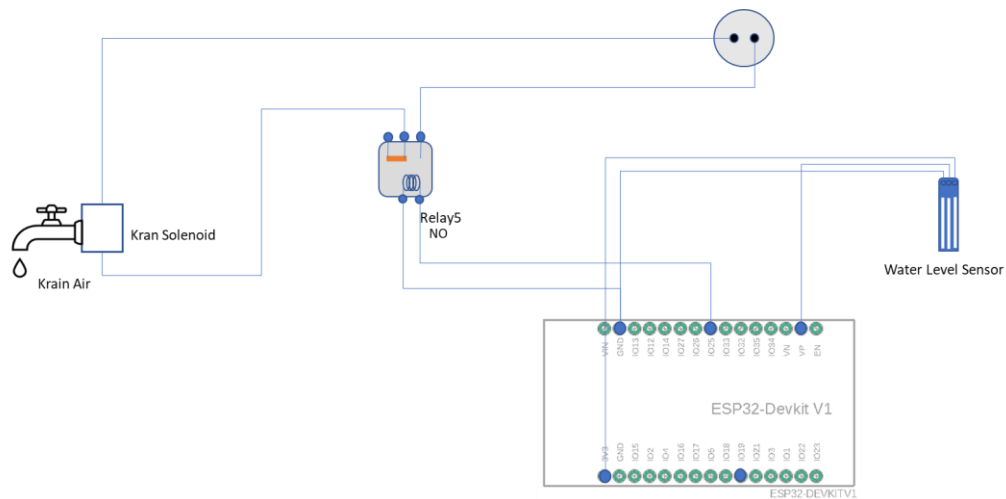 Relay5
NO
Kran Solenoid
Krain Air
Water Level Sensor
VIN
GND
IO13
IO12
IO14
IO27
IO26
IO25
IO33
IO32
IO35
IO34
VN
VP
EN
ESP32-Devkit V1
3V3
GND
IO15
IO2
IO4
IO16
IO17
IO5
IO18
IO19
IO21
IO3
IO1
IO22
IO23
ESP32-DEVKITV1